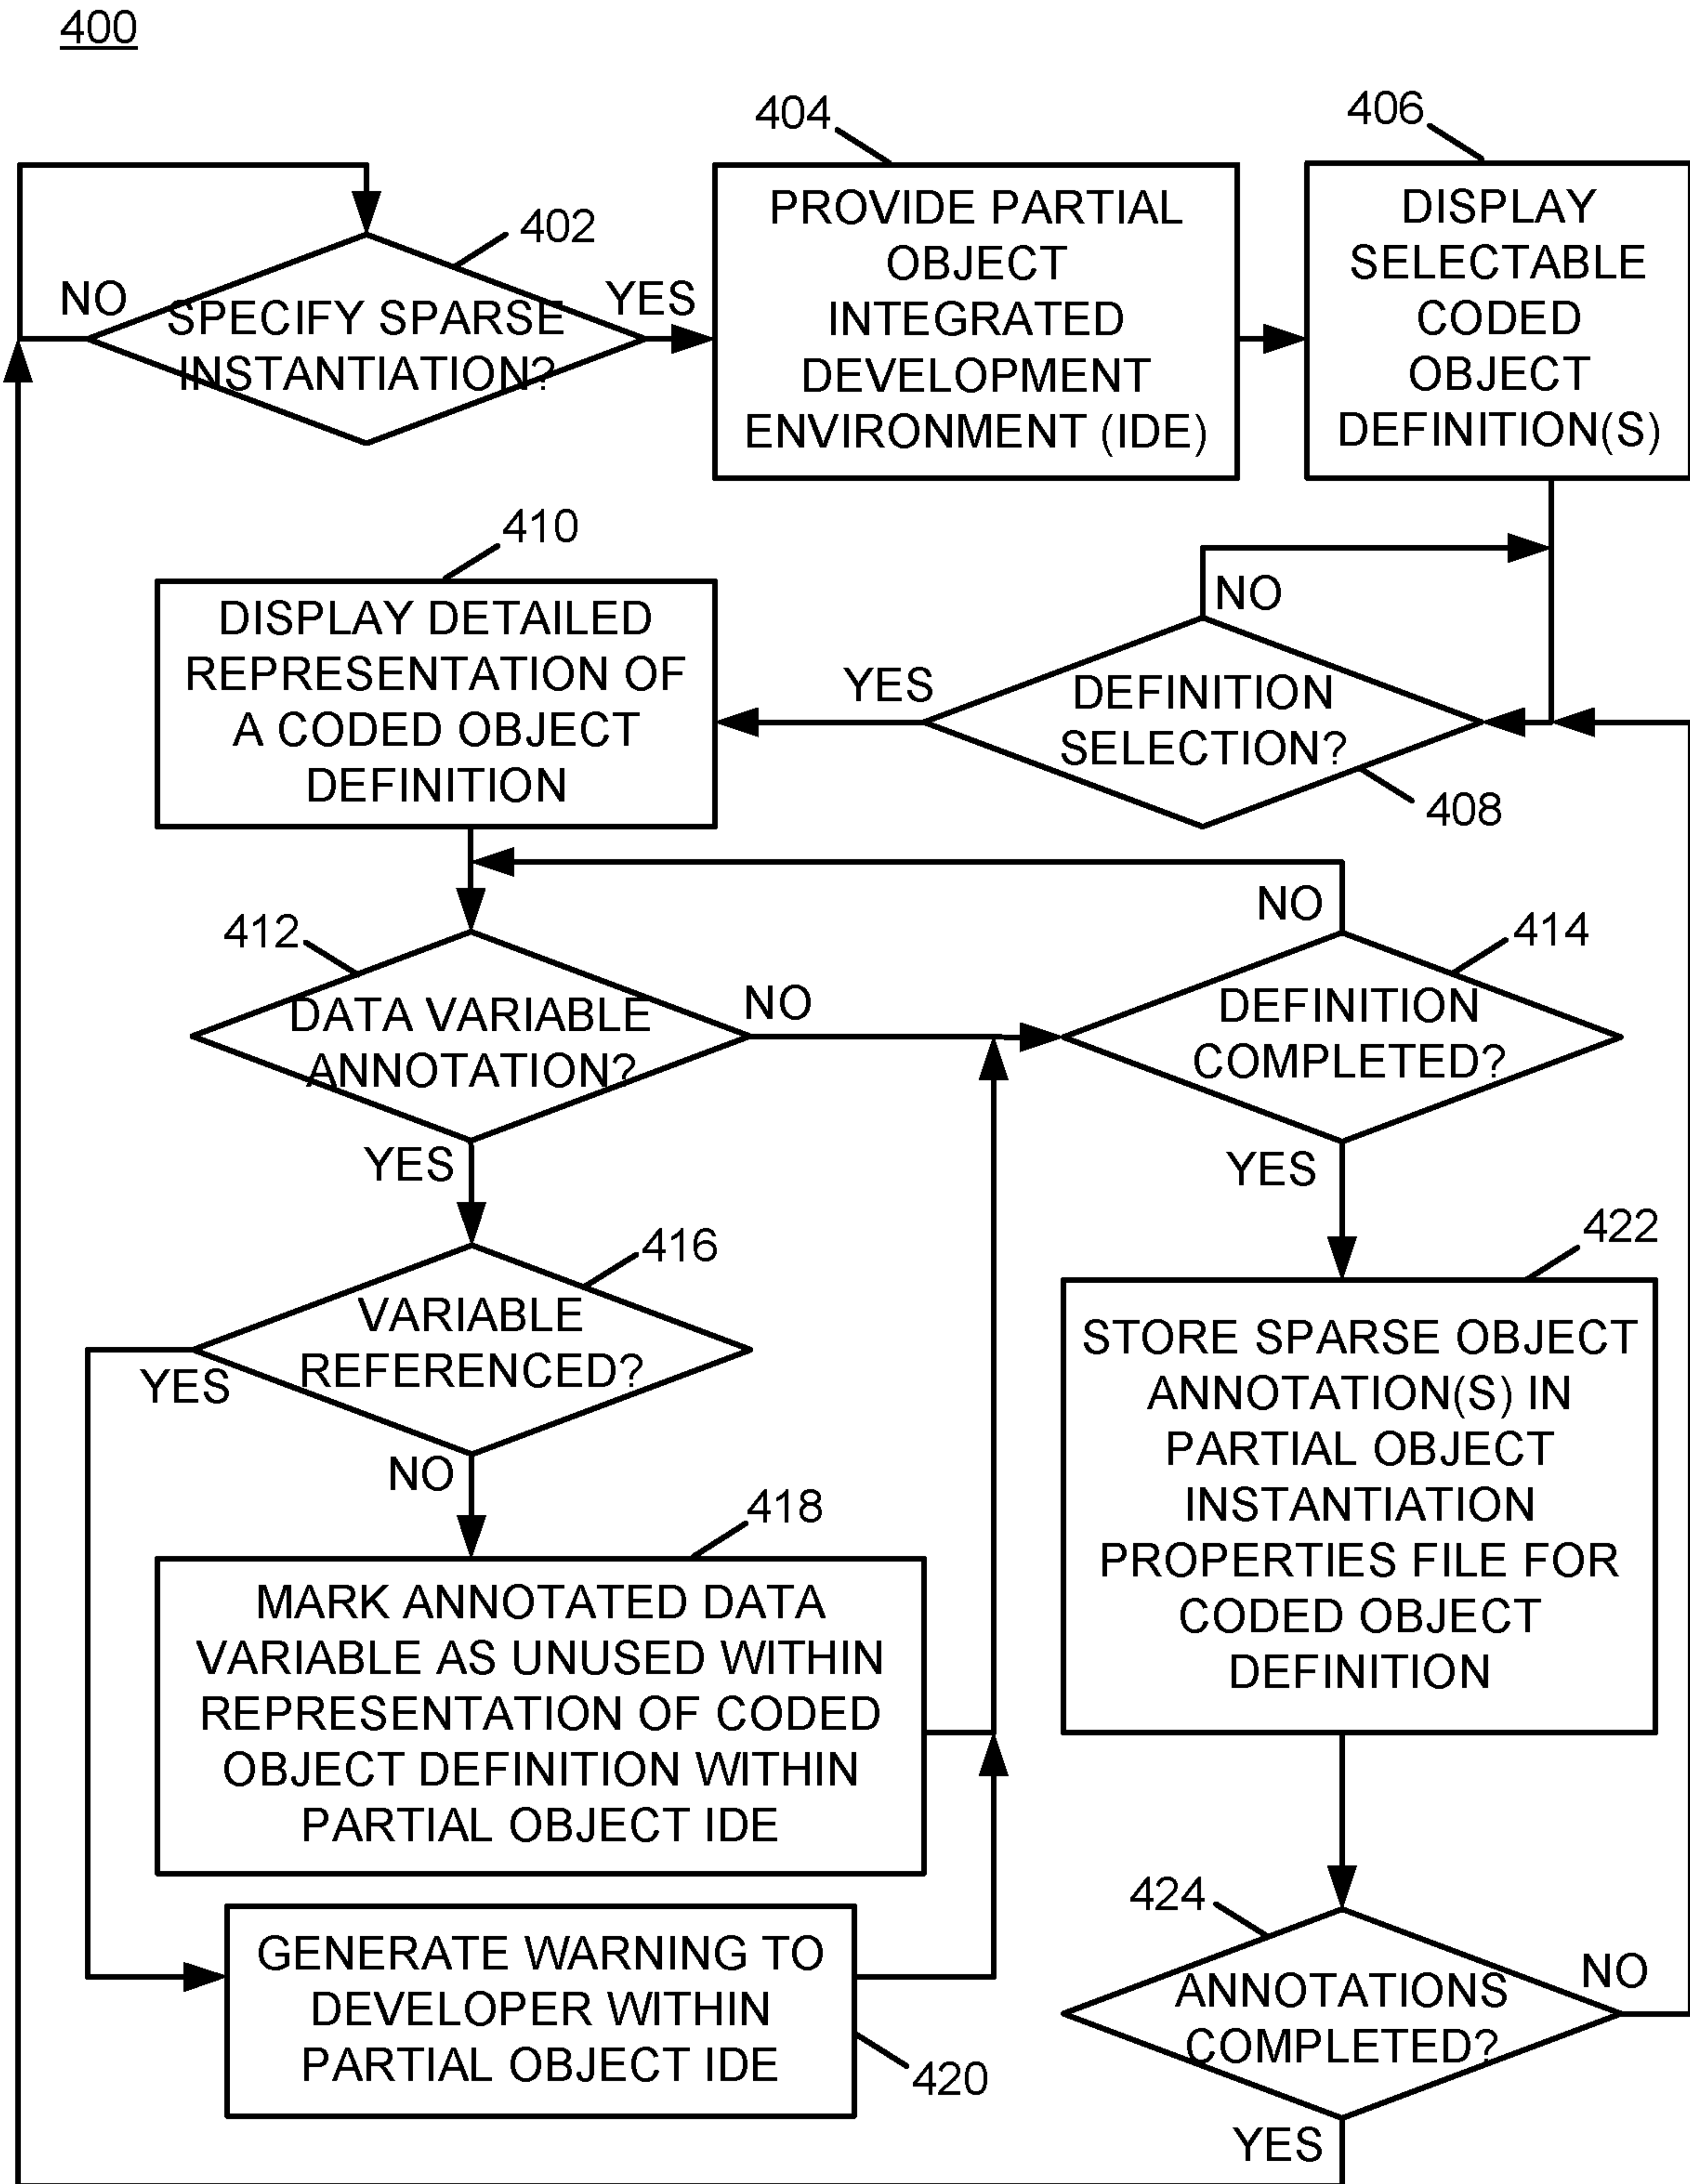 400
404
406
402
NO
SPECIFY SPARSE
INSTANTIATION?
YES
PROVIDE PARTIAL
OBJECT
INTEGRATED
DEVELOPMENT
ENVIRONMENT (IDE)
DISPLAY
SELECTABLE
CODED
OBJECT
DEFINITION(S)
410
DISPLAY DETAILED
REPRESENTATION OF
A CODED OBJECT
DEFINITION
YES
NO
DEFINITION
SELECTION?
408
412
DATA VARIABLE
ANNOTATION?
NO
YES
NO
414
DEFINITION
COMPLETED?
YES
416
VARIABLE
REFERENCED?
YES
NO
418
MARK ANNOTATED DATA
VARIABLE AS UNUSED WITHIN
REPRESENTATION OF CODED
OBJECT DEFINITION WITHIN
PARTIAL OBJECT IDE
GENERATE WARNING TO
DEVELOPER WITHIN
PARTIAL OBJECT IDE
420
422
STORE SPARSE OBJECT
ANNOTATION(S) IN
PARTIAL OBJECT
INSTANTIATION
PROPERTIES FILE FOR
CODED OBJECT
DEFINITION
424
ANNOTATIONS
COMPLETED?
NO
YES